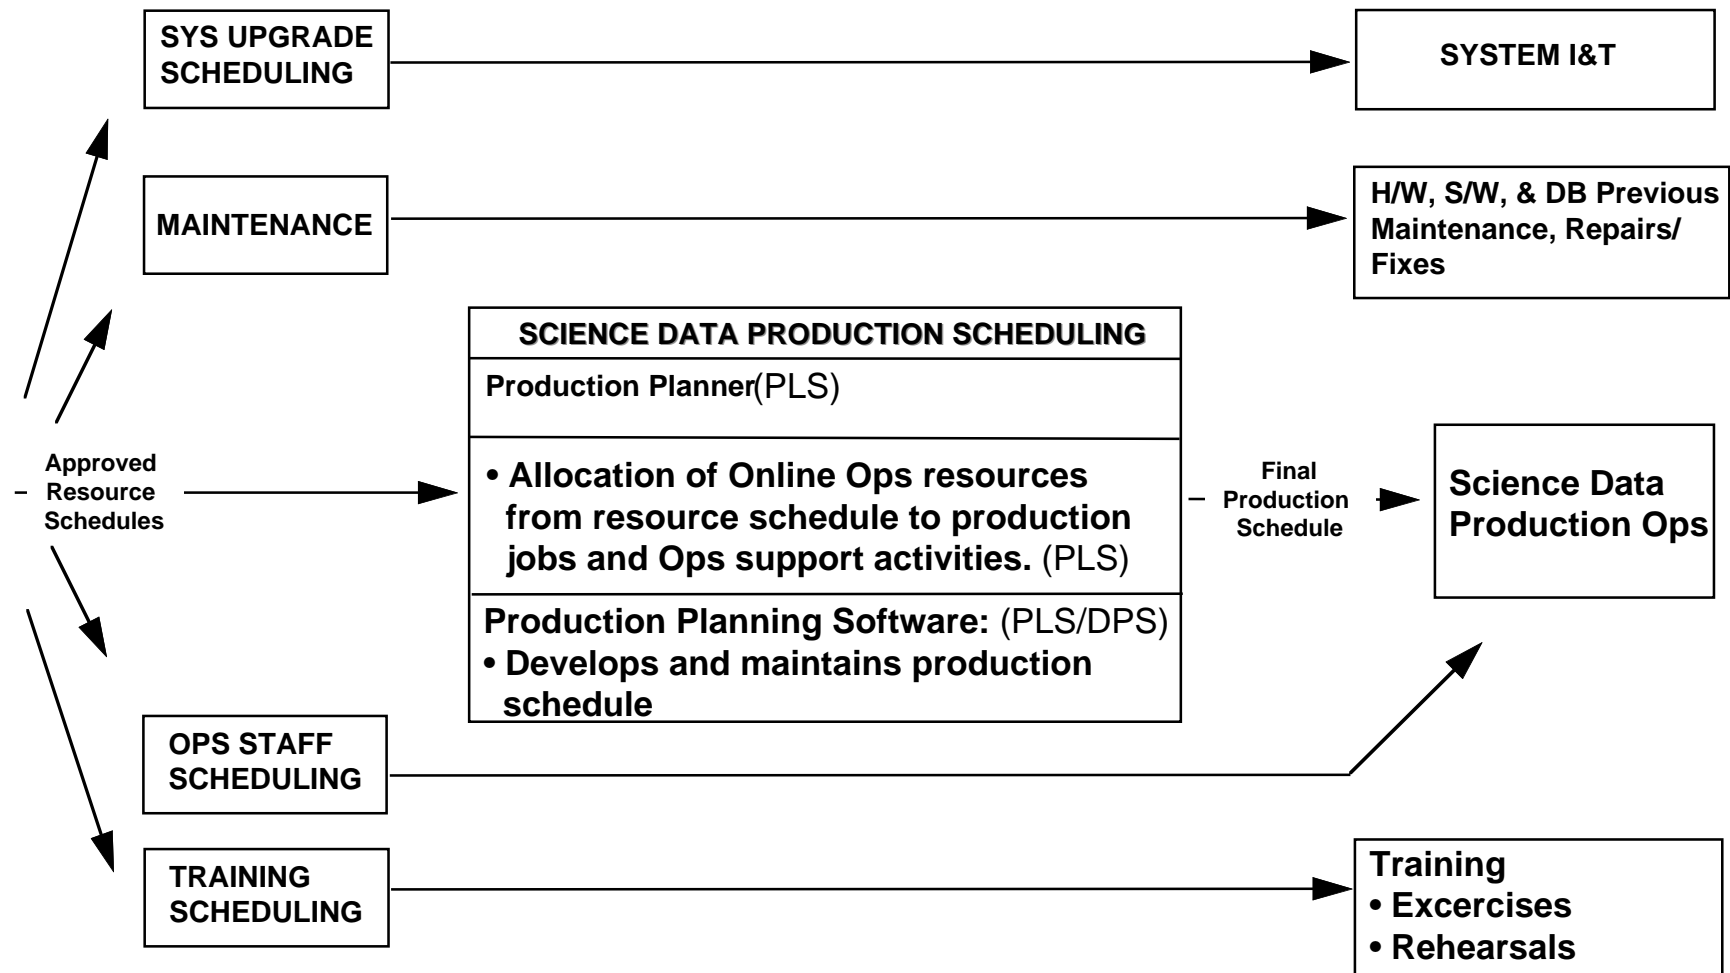 SYS UPGRADE
SCHEDULING
SYSTEM I&T
MAINTENANCE
H/W, S/W, & DB Previous
Maintenance, Repairs/
Fixes
SCIENCE DATA PRODUCTION SCHEDULING
Production Planner(PLS)
• Allocation of Online Ops resources
from resource schedule to production
jobs and Ops support activities. (PLS)
Production Planning Software: (PLS/DPS)
• Develops and maintains production
schedule
Approved
Resource
Schedules
Final
Production
Schedule
Science Data
Production Ops
OPS STAFF
SCHEDULING
TRAINING
SCHEDULING
Training
• Excercises
• Rehearsals